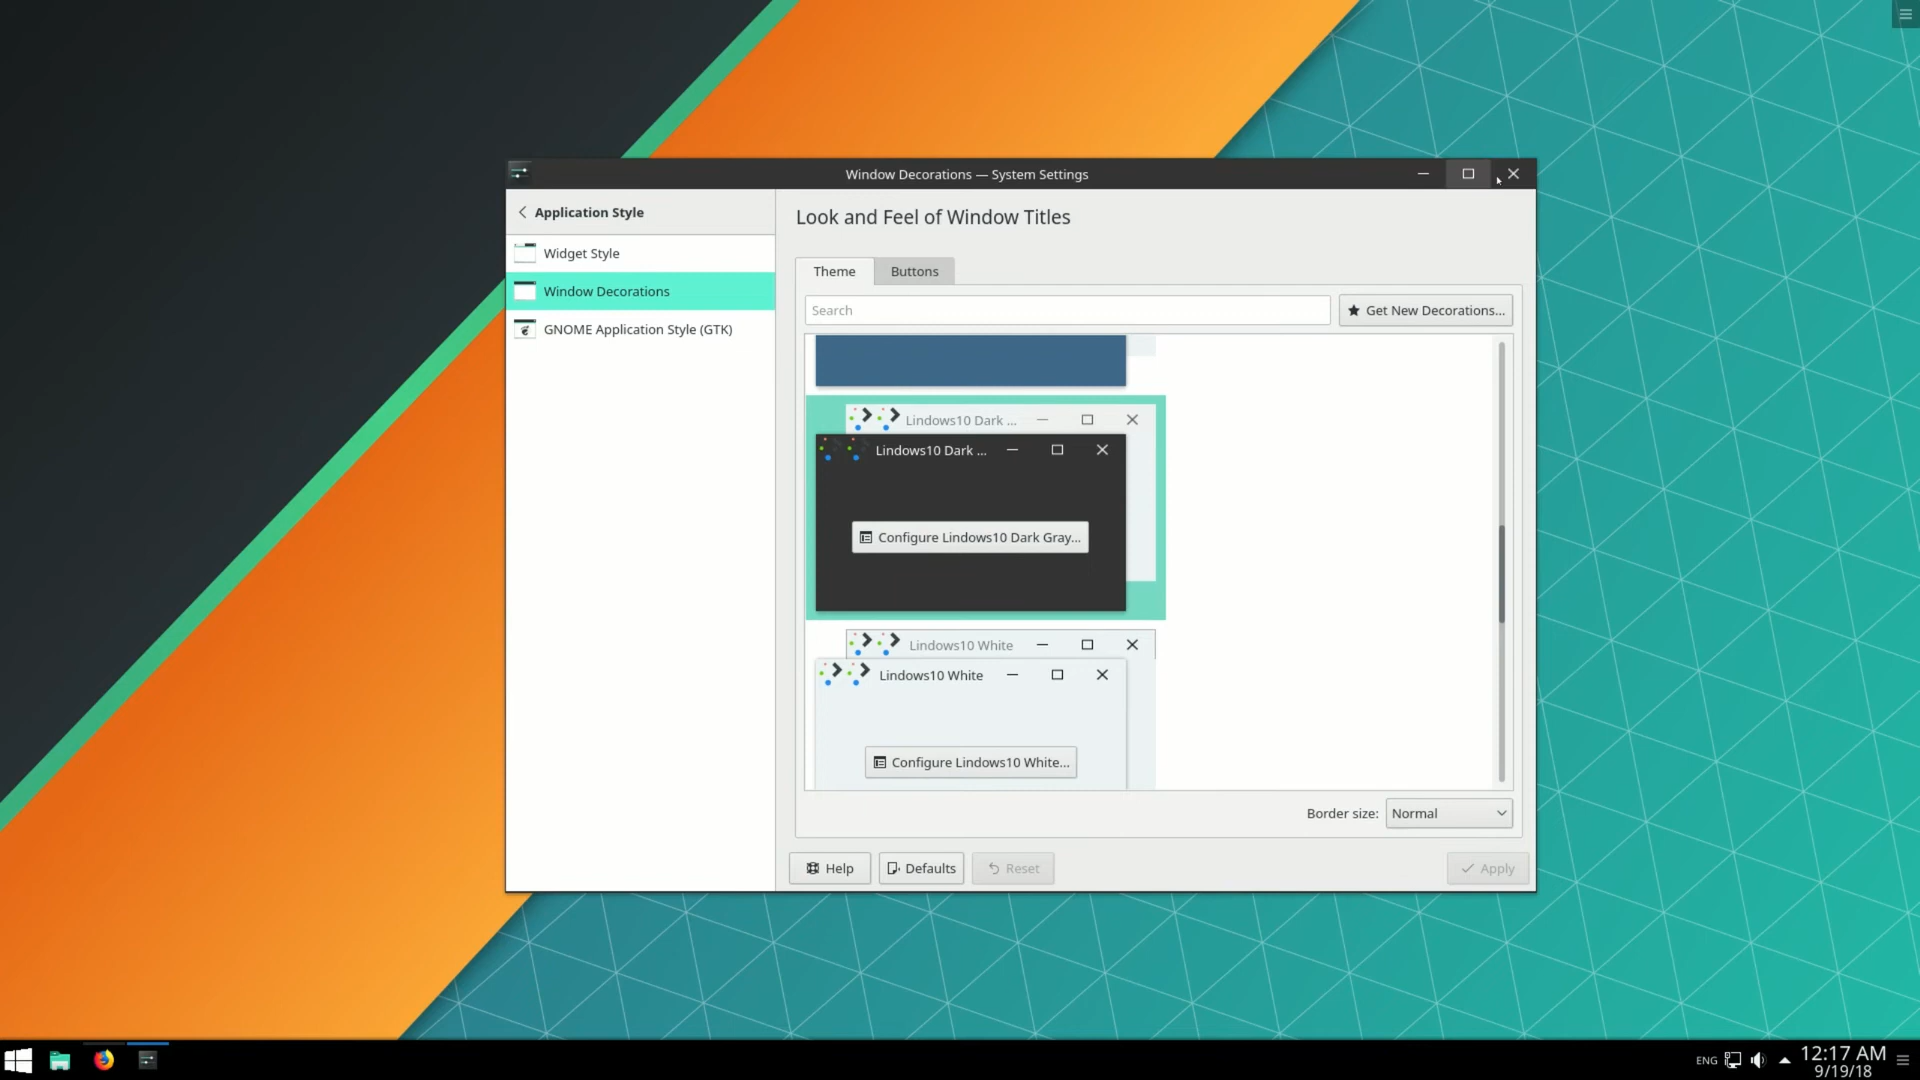 Window Decorations — System Settings
Application Style
Widget Style
Window Decorations
GNOME Application Style (GTK)
Look and Feel of Window Titles
Theme
Buttons
Search
Get New Decorations...
Lindows10 Dark ...
Lindows10 Dark ...
Configure Lindows10 Dark Gray...
Lindows10 White
Lindows10 White
Configure Lindows10 White...
Border size: Normal
Help
Defaults
Reset
Apply
ENG
12:17 AM
9/19/18